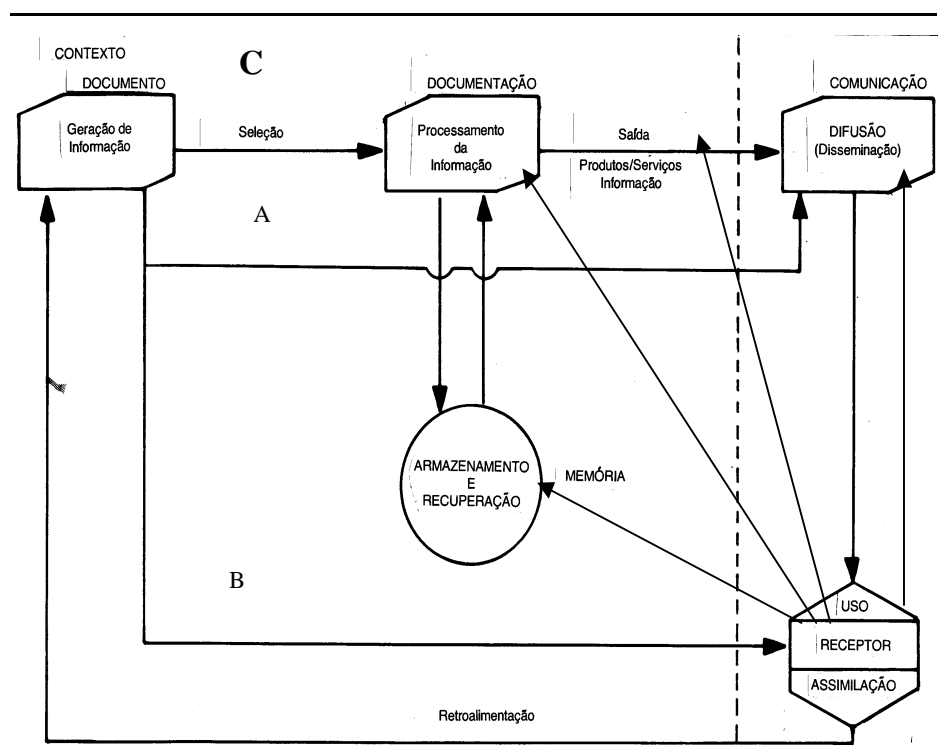 CONTEXTO
C
DOCUMENTO
DOCUMENTAÇÃO
COMUNICAÇÃO
Geração de
Informação
Seleção
Processamento
da
Informação
Saída
Produtos/Serviços
Informação
DIFUSÃO
(Disseminação)
A
ARMAZENAMENTO
E
RECUPERAÇÃO
MEMÓRIA
B
USO
RECEPTOR
ASSIMILAÇÃO
Retroalimentação